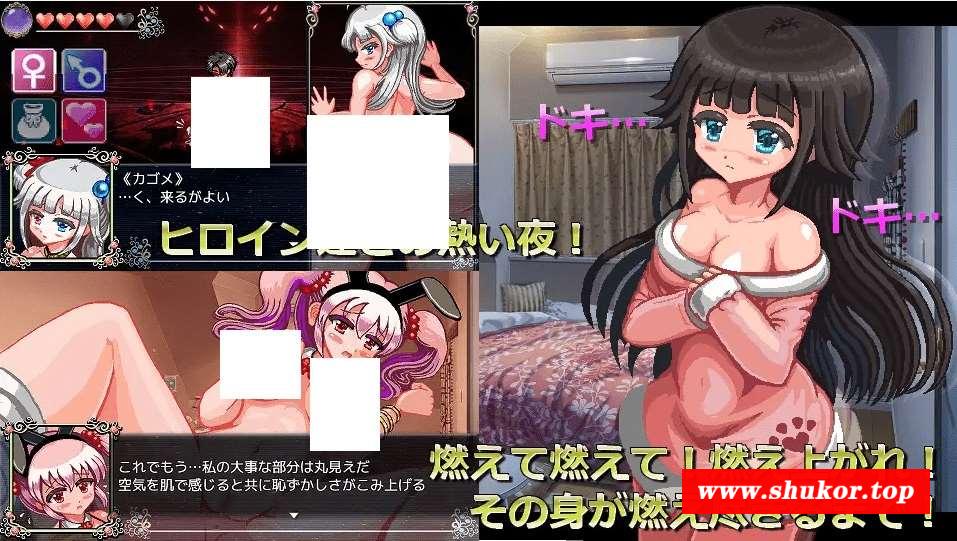 《カゴメ》
…く、来るがよい
ヒロイン
熱い夜！
ドキ…
ドキ…
これでもう…私の大事な部分は丸見えだ
空気を肌で感じると共に恥ずかしさがこみ上げる
燃えて燃えて！燃え上がれ！
その身が燃え尽きるまで！
www.shukor.top